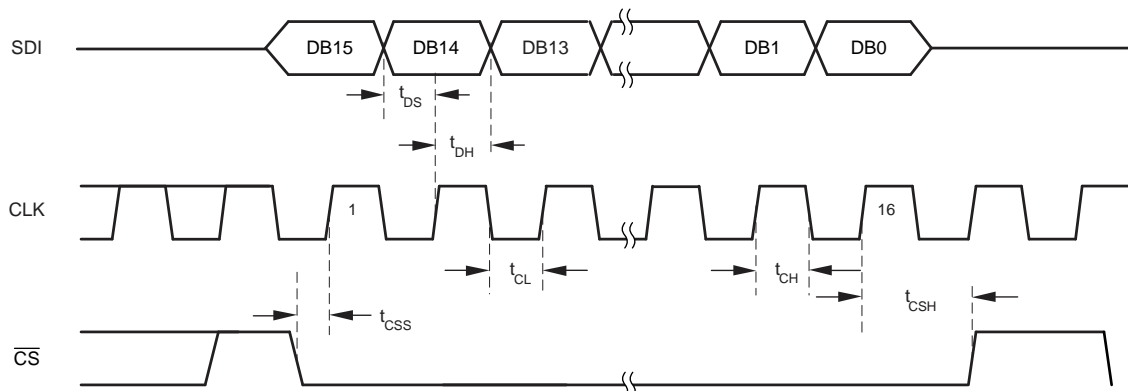 SDI
DB15
DB14
DB13
DB1
DB0
tDS
tDH
CLK
1
16
tCL
tCH
tCSH
tCSS
CS